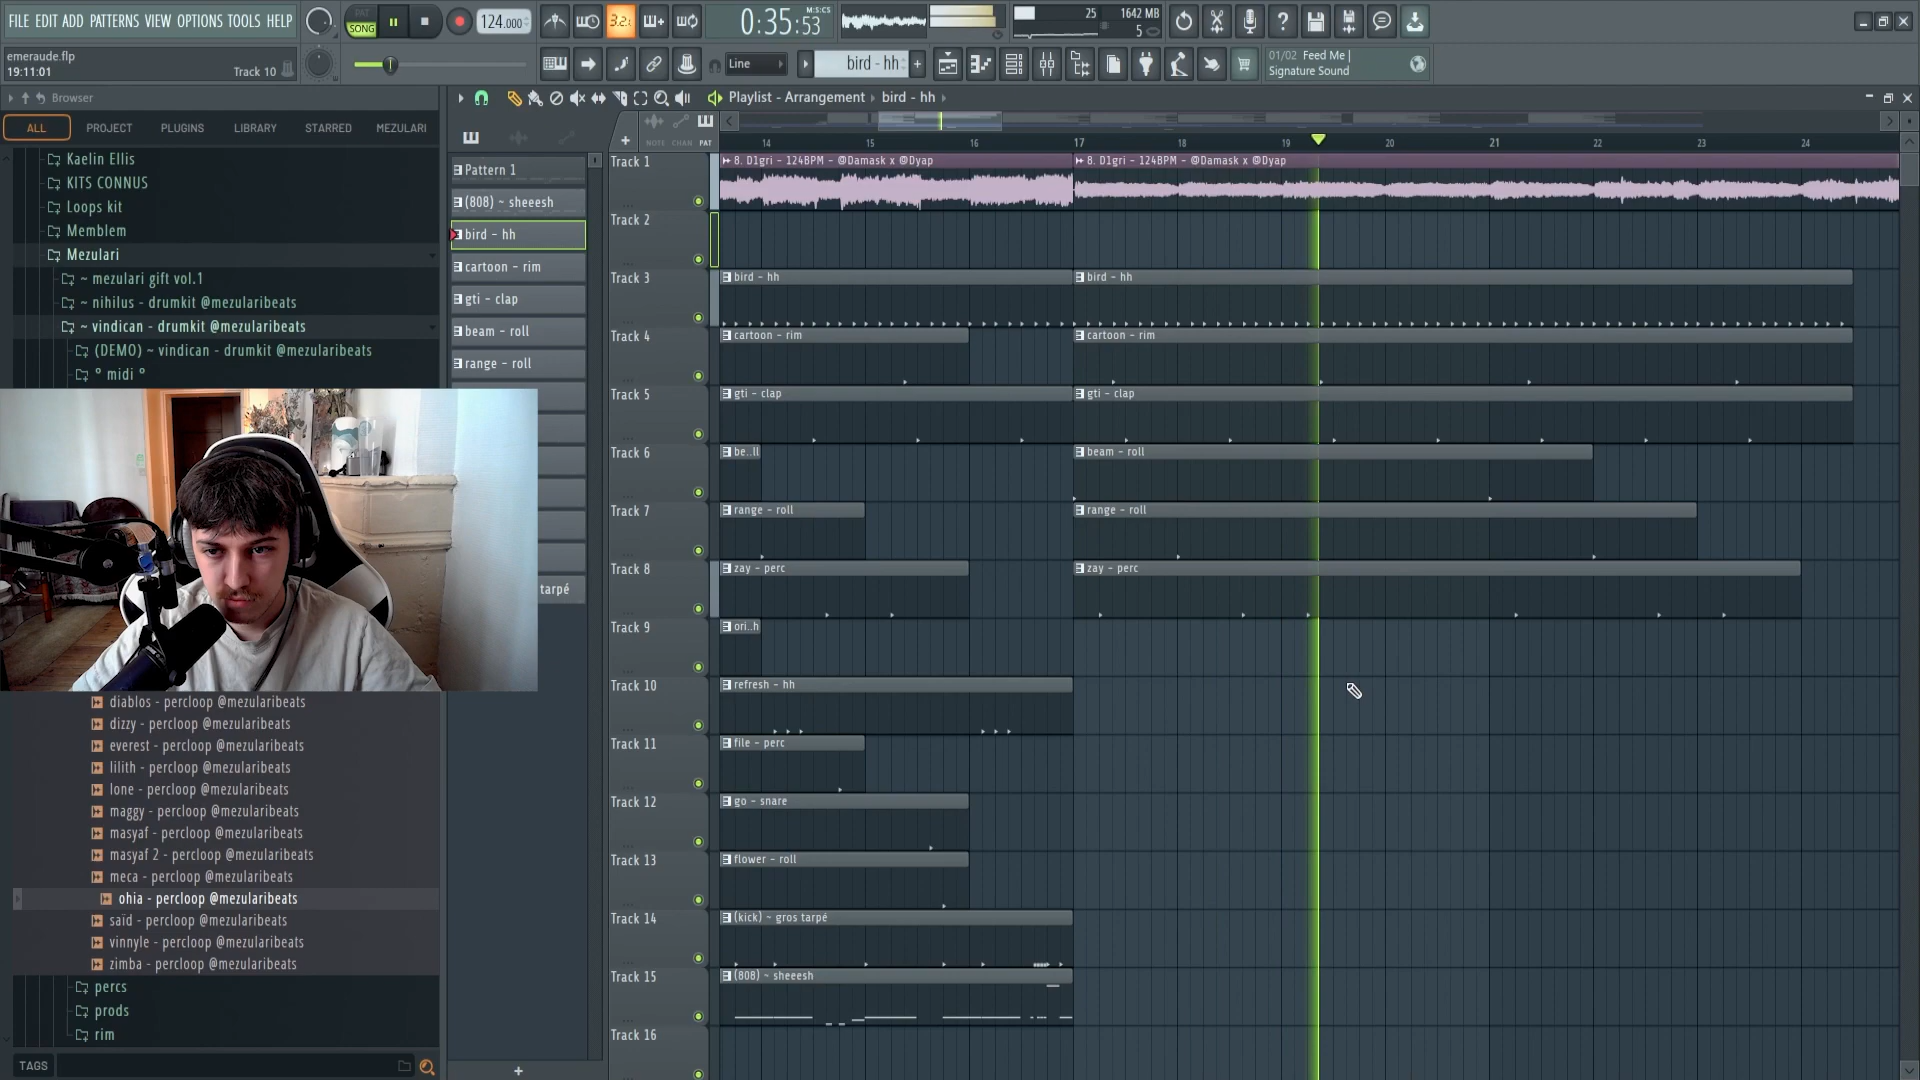 FILE EDIT ADD PATTERNS VIEW OPTIONS TOOLS HELP
PAT
SONG
124.000
3.2.
0:35:53
M:S:CS
25
1642 MB
5
emeraude.flp
19:11:01
Track 10
Line
bird - hh
01/02 Feed Me |
Signature Sound
Browser
Playlist - Arrangement › bird - hh ›
ALL
PROJECT
PLUGINS
LIBRARY
STARRED
MEZULARI
NOTE
CHAN
PAT
14
15
16
17
18
19
20
21
22
23
24
Kaelin Ellis
KITS CONNUS
Loops kit
Memblem
Mezulari
~ mezulari gift vol.1
~ nihilus - drumkit @mezularibeats
~ vindican - drumkit @mezularibeats
(DEMO) ~ vindican - drumkit @mezularibeats
° midi °
diablos - percloop @mezularibeats
dizzy - percloop @mezularibeats
everest - percloop @mezularibeats
lilith - percloop @mezularibeats
lone - percloop @mezularibeats
maggy - percloop @mezularibeats
masyaf - percloop @mezularibeats
masyaf 2 - percloop @mezularibeats
meca - percloop @mezularibeats
ohia - percloop @mezularibeats
saïd - percloop @mezularibeats
vinnyle - percloop @mezularibeats
zimba - percloop @mezularibeats
percs
prods
rim
TAGS
Pattern 1
(808) ~ sheeesh
bird - hh
cartoon - rim
gti - clap
beam - roll
range - roll
tarpé
Track 1
8. D1gri - 124BPM - @Damask x @Dyap
8. D1gri - 124BPM - @Damask x @Dyap
Track 2
Track 3
bird - hh
bird - hh
Track 4
cartoon - rim
cartoon - rim
Track 5
gti - clap
gti - clap
Track 6
be..ll
beam - roll
Track 7
range - roll
range - roll
Track 8
zay - perc
zay - perc
Track 9
ori..h
Track 10
refresh - hh
Track 11
file - perc
Track 12
go - snare
Track 13
flower - roll
Track 14
(kick) ~ gros tarpé
Track 15
(808) ~ sheeesh
Track 16